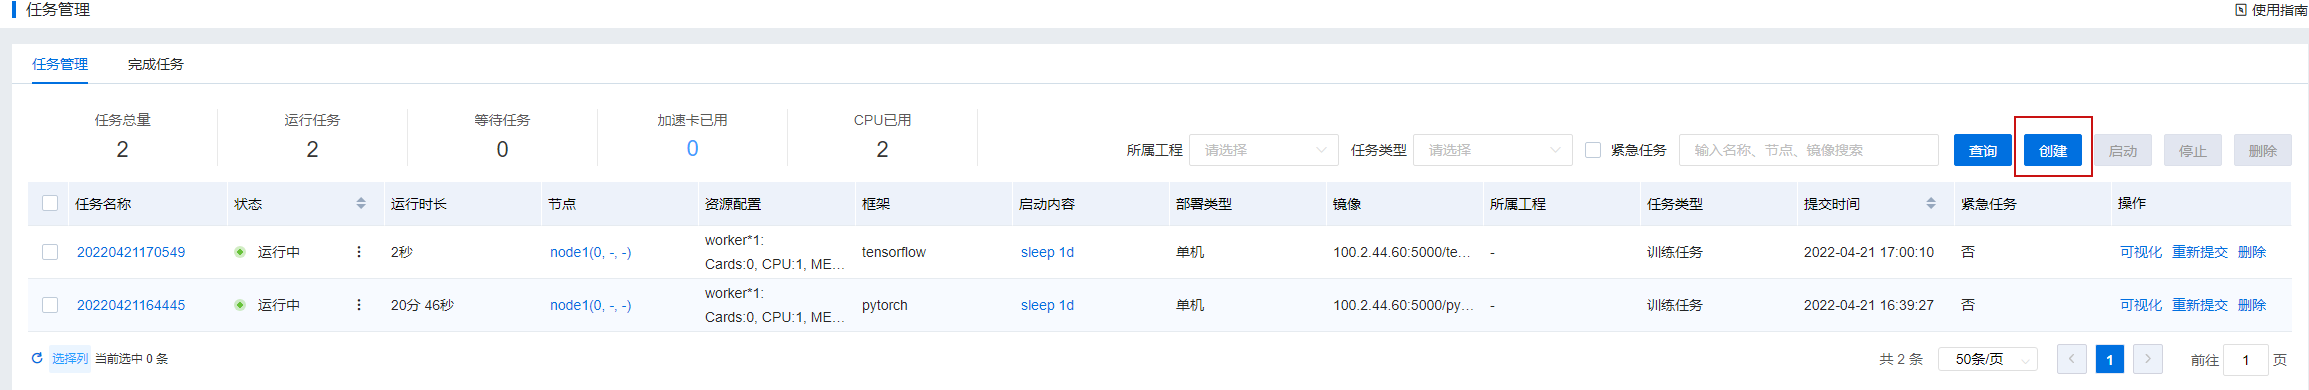 任务管理
使用指南
任务管理 完成任务
任务总量 运行任务 等待任务 加速卡已用 CPU已用
2 2 0 0 2
所属工程 请选择 任务类型 请选择 紧急任务 输入名称、节点、镜像搜索 查询 创建 启动 停止 删除
任务名称 状态 运行时长 节点 资源配置 框架 启动内容 部署类型 镜像 所属工程 任务类型 提交时间 紧急任务 操作
20220421170549 运行中 2秒 node1(0, -, -) worker*1: Cards:0, CPU:1, ME... tensorflow sleep 1d 单机 100.2.44.60:5000/te... - 训练任务 2022-04-21 17:00:10 否 可视化 重新提交 删除
20220421164445 运行中 20分 46秒 node1(0, -, -) worker*1: Cards:0, CPU:1, ME... pytorch sleep 1d 单机 100.2.44.60:5000/py... - 训练任务 2022-04-21 16:39:27 否 可视化 重新提交 删除
选择列 当前选中 0 条
共 2 条 50条/页 1 前往 1 页